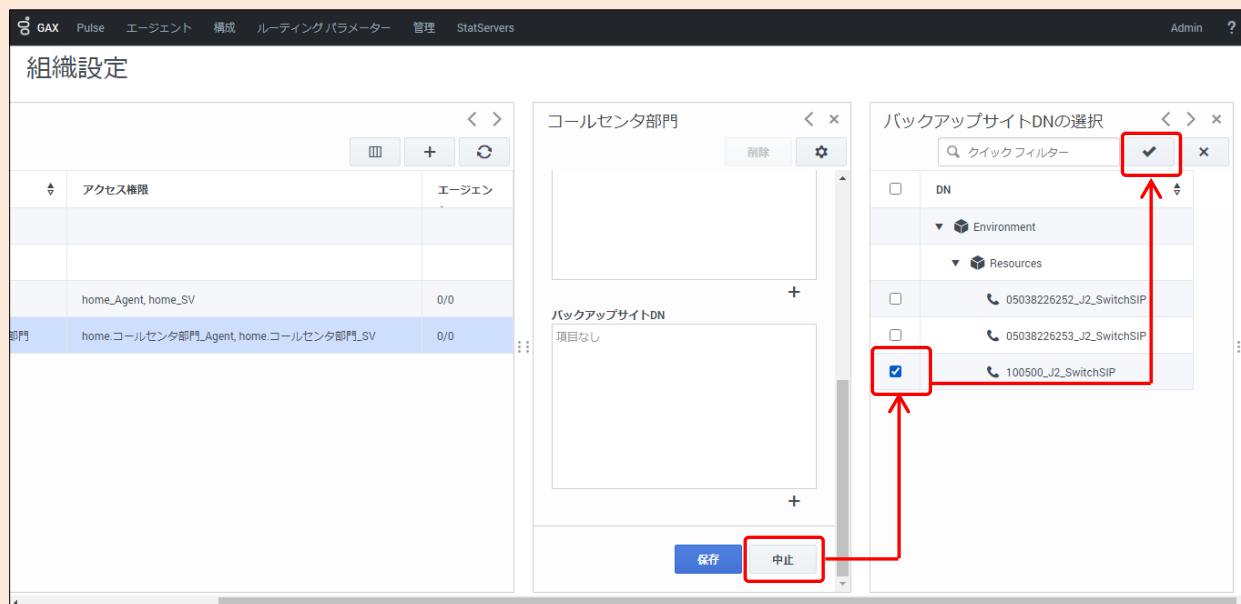 GAX Pulse エージェント 構成 ルーティングパラメーター 管理 StatServers Admin ?
組織設定
アクセス権限 エージェン
home_Agent, home_SV 0/0
部門 home.コールセンタ部門_Agent, home.コールセンタ部門_SV 0/0
コールセンタ部門
削除
バックアップサイトDN
項目なし
保存 中止
バックアップサイトDNの選択
クイックフィルター
DN
Environment
Resources
05038226252_J2_SwitchSIP
05038226253_J2_SwitchSIP
100500_J2_SwitchSIP